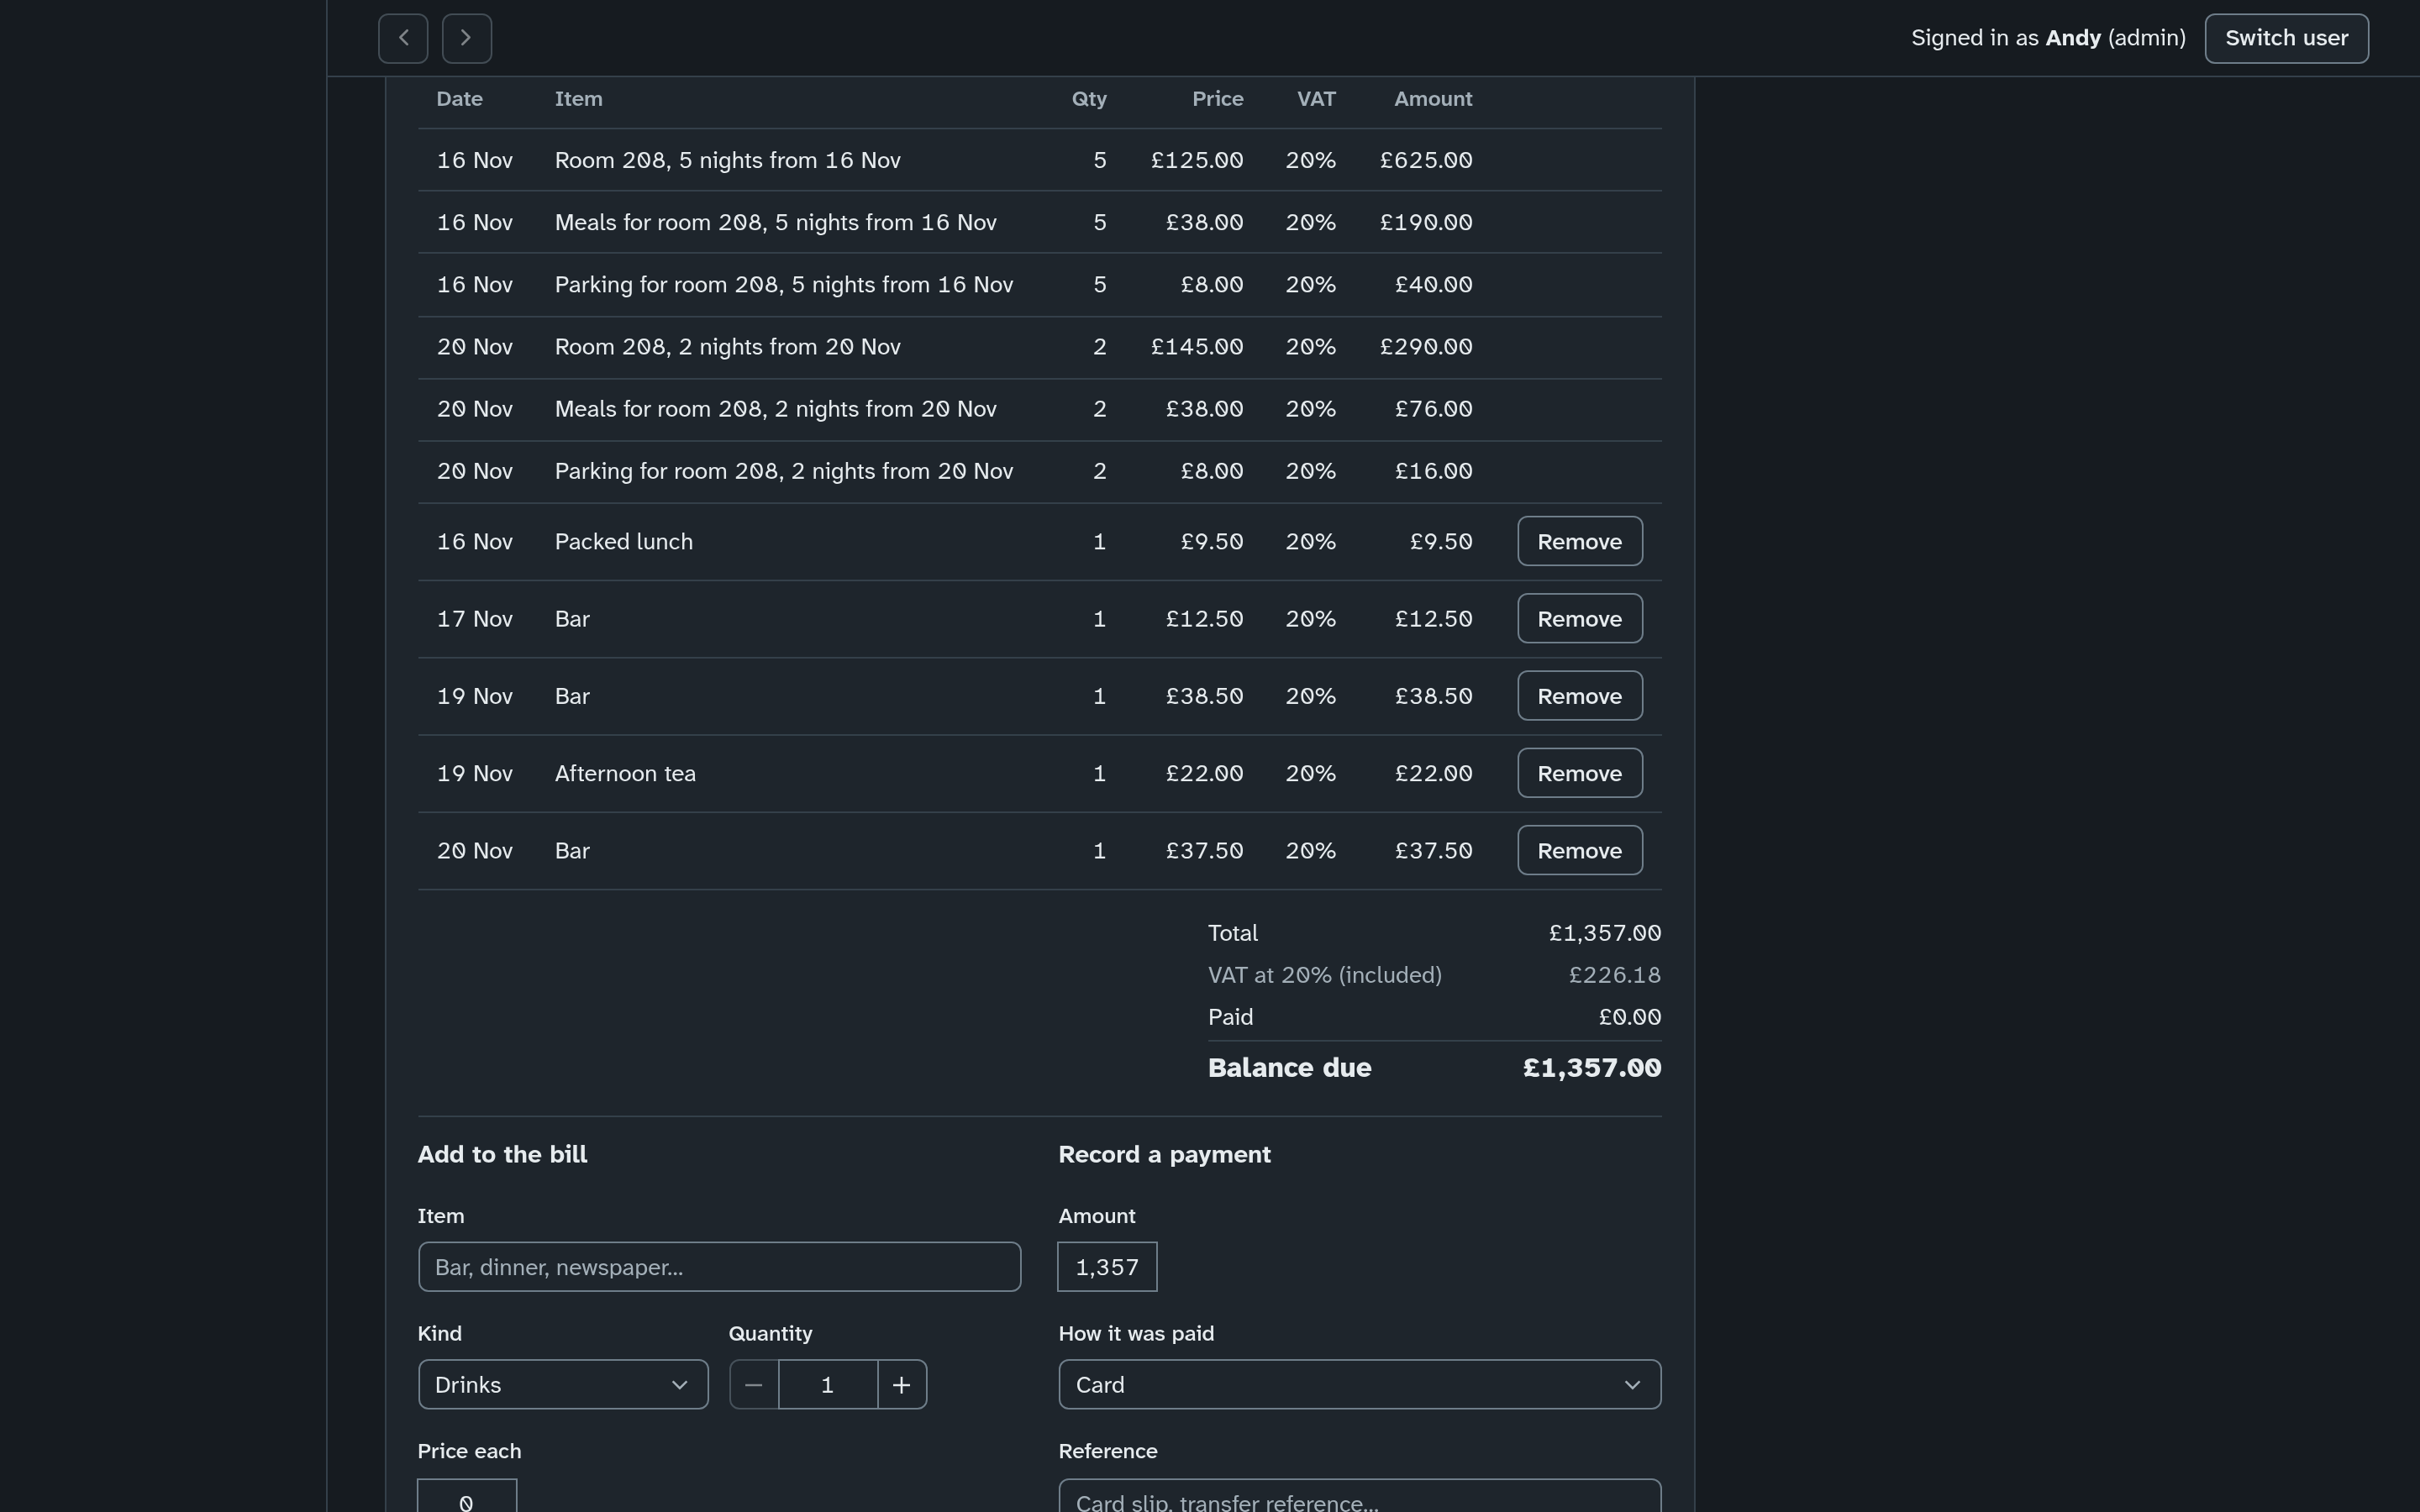 Signed in as Andy (admin) Switch user
Date Item Qty Price VAT Amount
16 Nov Room 208, 5 nights from 16 Nov 5 £125.00 20% £625.00
16 Nov Meals for room 208, 5 nights from 16 Nov 5 £38.00 20% £190.00
16 Nov Parking for room 208, 5 nights from 16 Nov 5 £8.00 20% £40.00
20 Nov Room 208, 2 nights from 20 Nov 2 £145.00 20% £290.00
20 Nov Meals for room 208, 2 nights from 20 Nov 2 £38.00 20% £76.00
20 Nov Parking for room 208, 2 nights from 20 Nov 2 £8.00 20% £16.00
16 Nov Packed lunch 1 £9.50 20% £9.50 Remove
17 Nov Bar 1 £12.50 20% £12.50 Remove
19 Nov Bar 1 £38.50 20% £38.50 Remove
19 Nov Afternoon tea 1 £22.00 20% £22.00 Remove
20 Nov Bar 1 £37.50 20% £37.50 Remove
Total £1,357.00
VAT at 20% (included) £226.18
Paid £0.00
Balance due £1,357.00
Add to the bill
Item
Bar, dinner, newspaper...
Kind Quantity
Drinks 1
Price each
0
Record a payment
Amount
1,357
How it was paid
Card
Reference
Card slip, transfer reference...